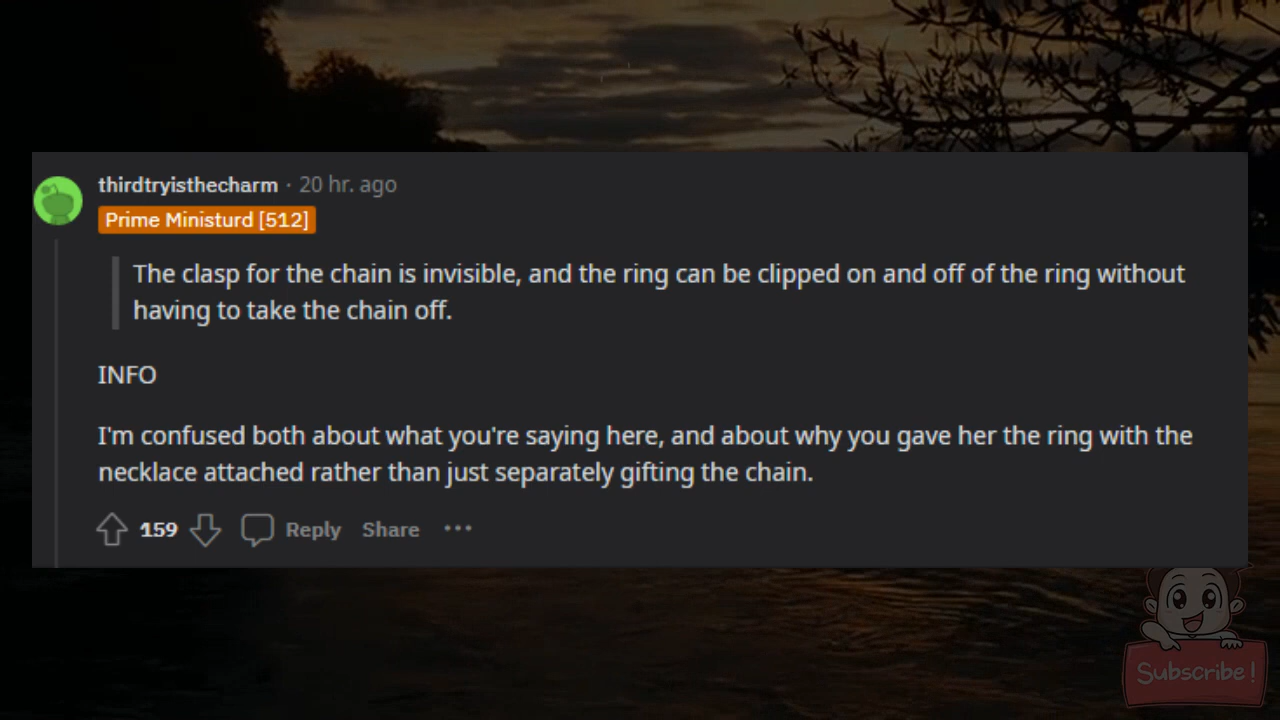 thirdtryisthecharm · 20 hr. ago
Prime Ministurd [512]
The clasp for the chain is invisible, and the ring can be clipped on and off of the ring without
having to take the chain off.
INFO
I'm confused both about what you're saying here, and about why you gave her the ring with the
necklace attached rather than just separately gifting the chain.
159 Reply Share ...
Subscribe!